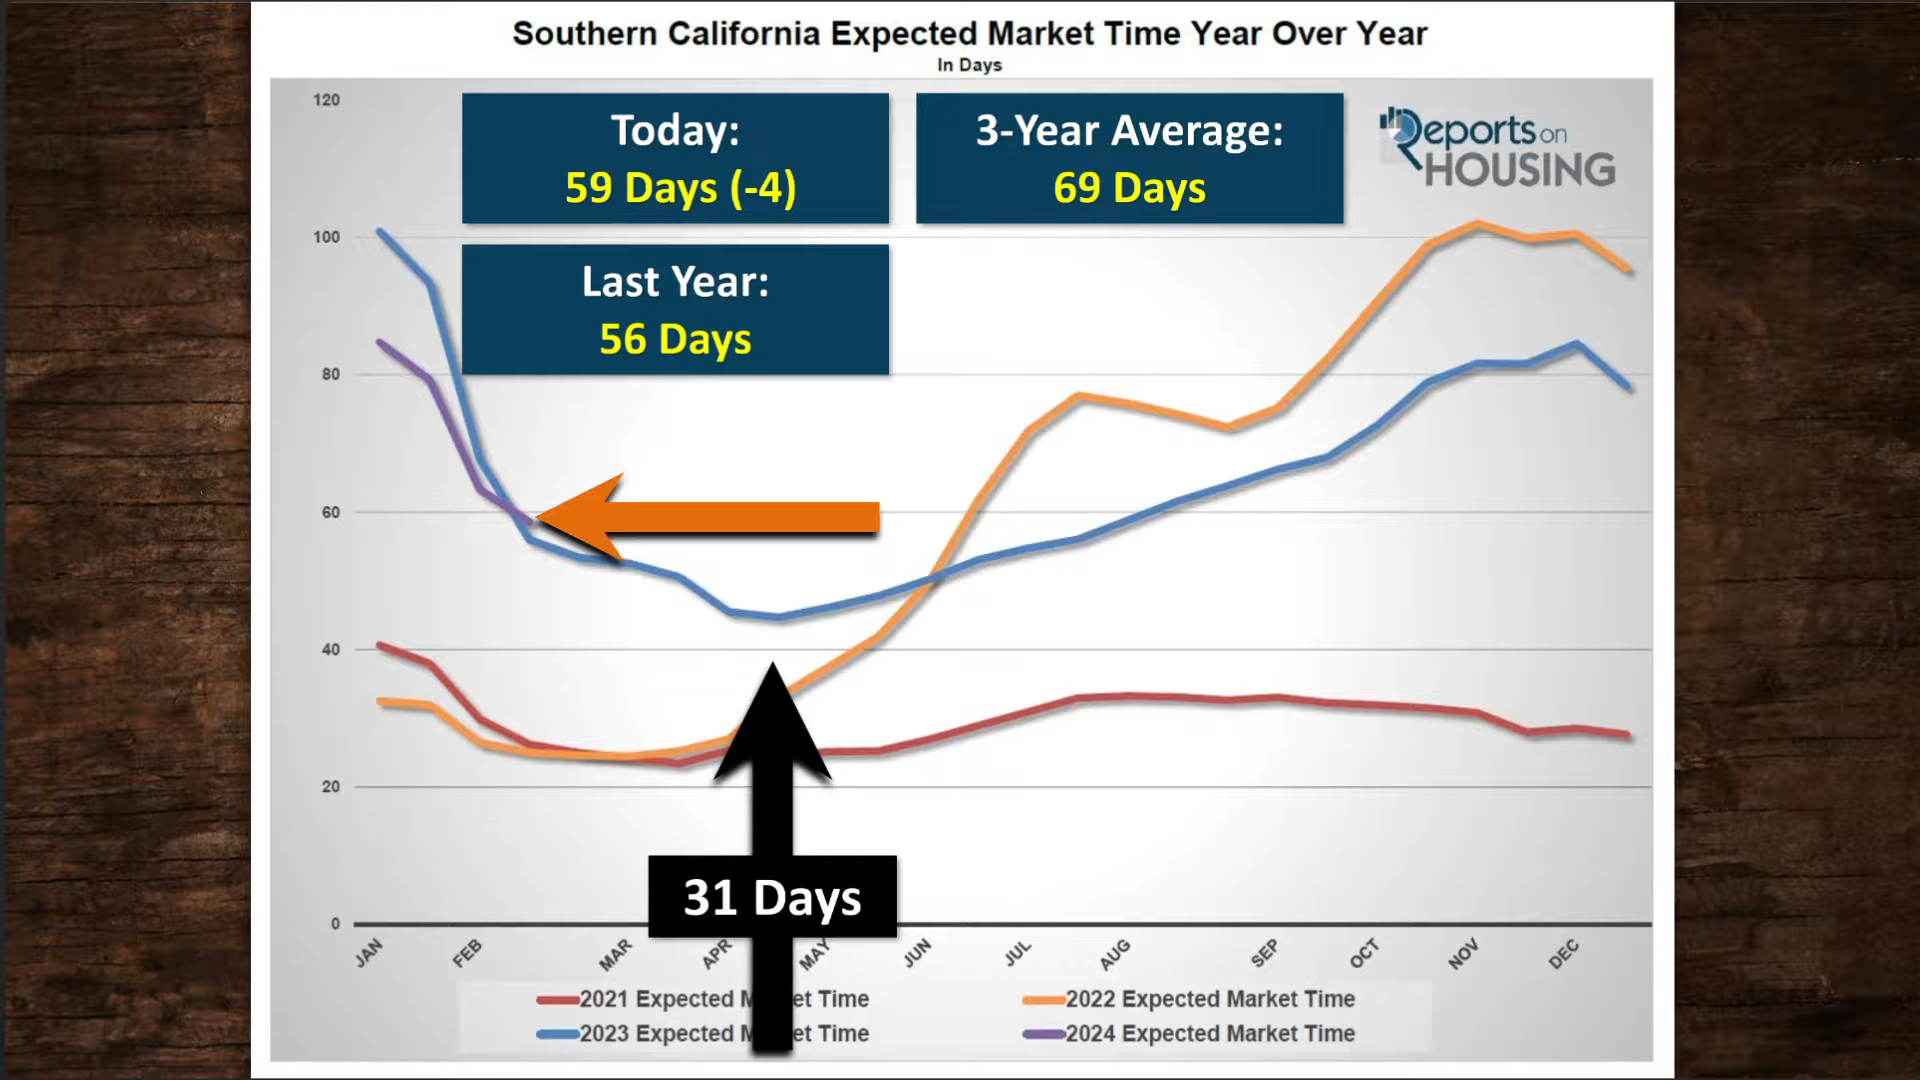 Southern California Expected Market Time Year Over Year
In Days
120
Today:
59 Days (-4)
3-Year Average:
69 Days
Reports on
HOUSING
100
Last Year:
56 Days
80
60
40
20
31 Days
0
JAN FEB MAR APR MAY JUN JUL AUG SEP OCT NOV DEC
2021 Expected M et Time
2022 Expected Market Time
2023 Expected M et Time
2024 Expected Market Time